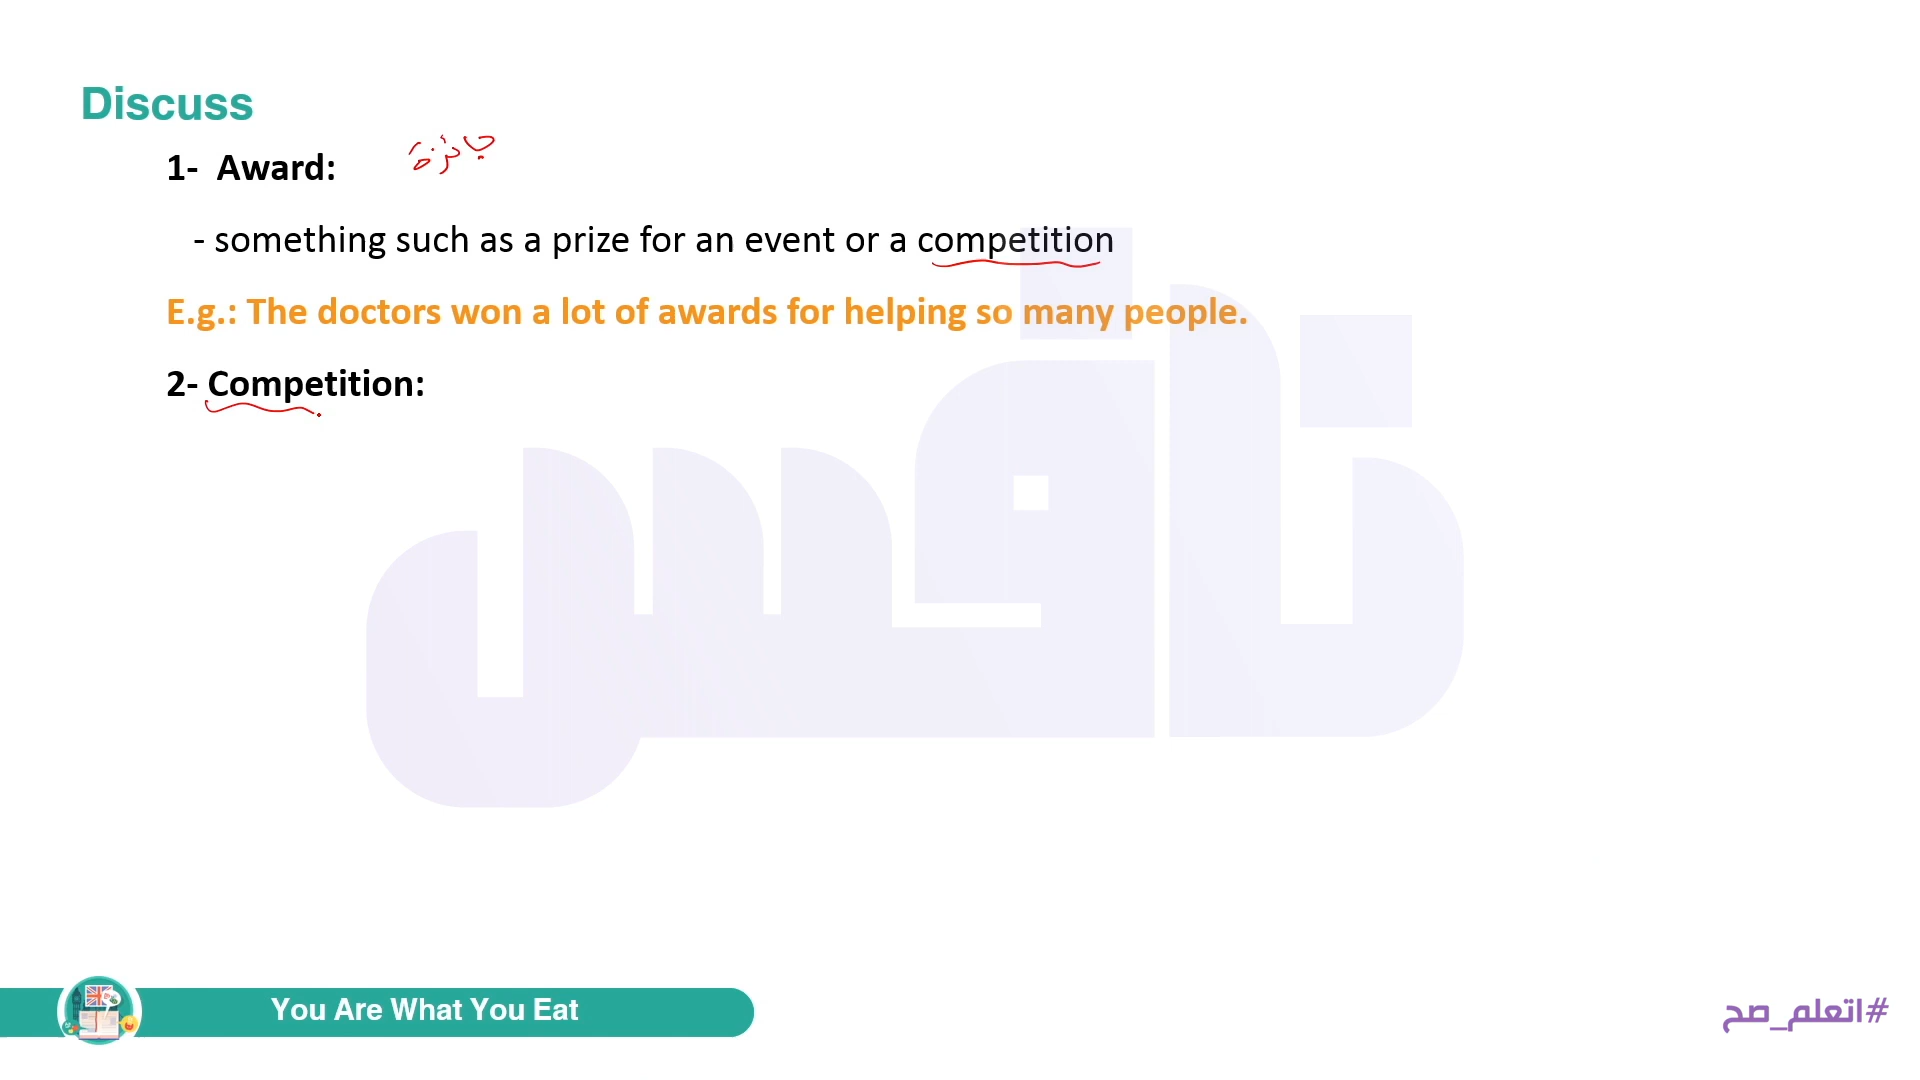 Discuss
1- Award:
جائزة
- something such as a prize for an event or a competition
E.g.: The doctors won a lot of awards for helping so many people.
2- Competition:
نافس
You Are What You Eat
#اتعلم_صح